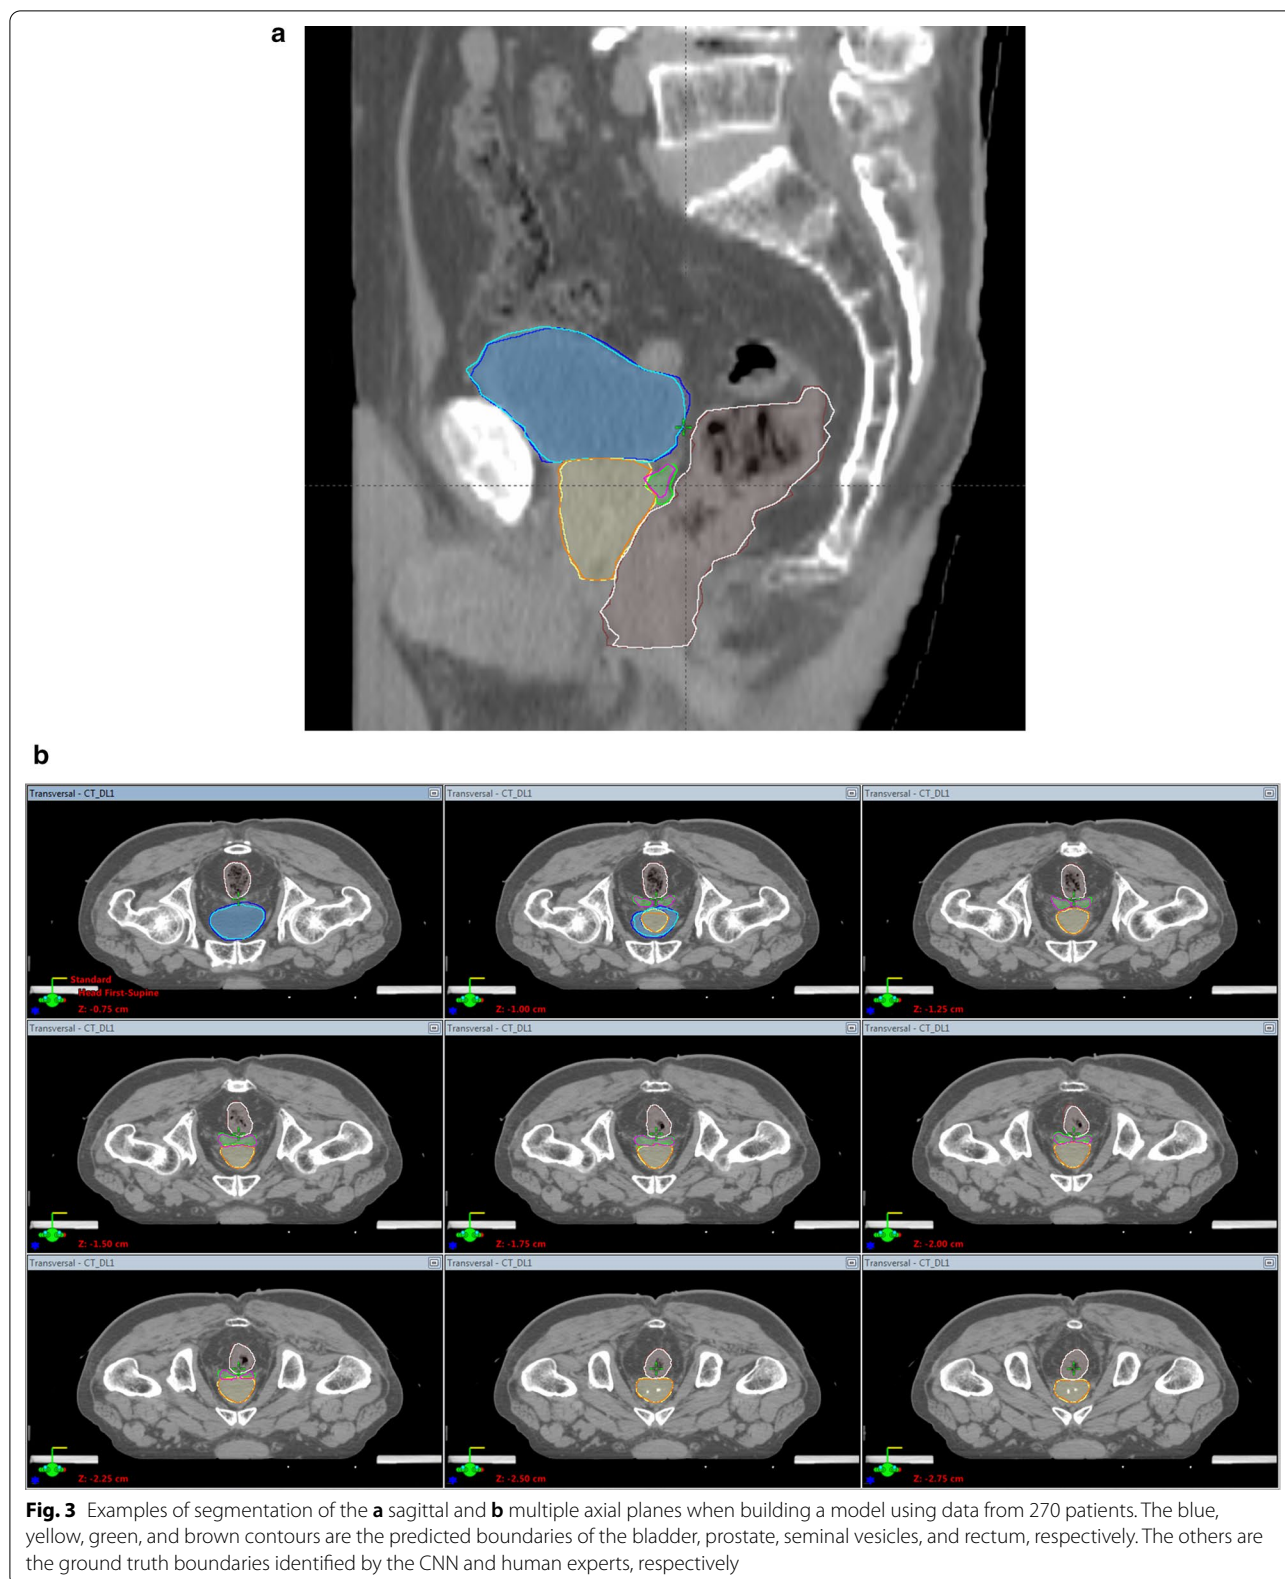 a
b
Transversal - CT_DL1
Transversal - CT_DL1
Transversal - CT_DL1
Standard
Head First-Supine
Z: -0.75 cm
Z: -1.00 cm
Z: -1.25 cm
Transversal - CT_DL1
Transversal - CT_DL1
Transversal - CT_DL1
Z: -1.50 cm
Z: -1.75 cm
Z: -2.00 cm
Transversal - CT_DL1
Transversal - CT_DL1
Transversal - CT_DL1
Z: -2.25 cm
Z: -2.50 cm
Z: -2.75 cm
Fig. 3 Examples of segmentation of the a sagittal and b multiple axial planes when building a model using data from 270 patients. The blue,
yellow, green, and brown contours are the predicted boundaries of the bladder, prostate, seminal vesicles, and rectum, respectively. The others are
the ground truth boundaries identified by the CNN and human experts, respectively